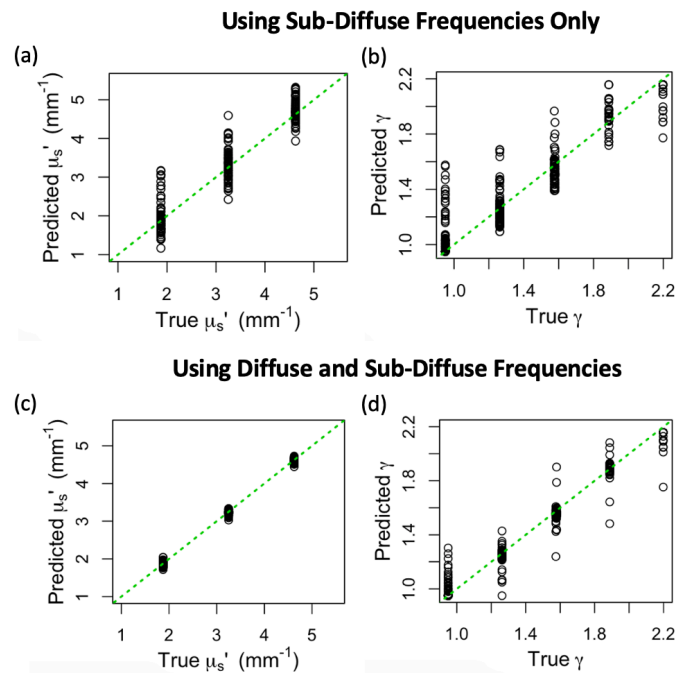 Using Sub-Diffuse Frequencies Only
(a)
Predicted μs' (mm-1)
5
4
3
2
1
1 2 3 4 5
True μs' (mm-1)
(b)
Predicted γ
2.2
1.8
1.4
1.0
1.0 1.4 1.8 2.2
True γ
Using Diffuse and Sub-Diffuse Frequencies
(c)
Predicted μs' (mm-1)
5
4
3
2
1
1 2 3 4 5
True μs' (mm-1)
(d)
Predicted γ
2.2
1.8
1.4
1.0
1.0 1.4 1.8 2.2
True γ